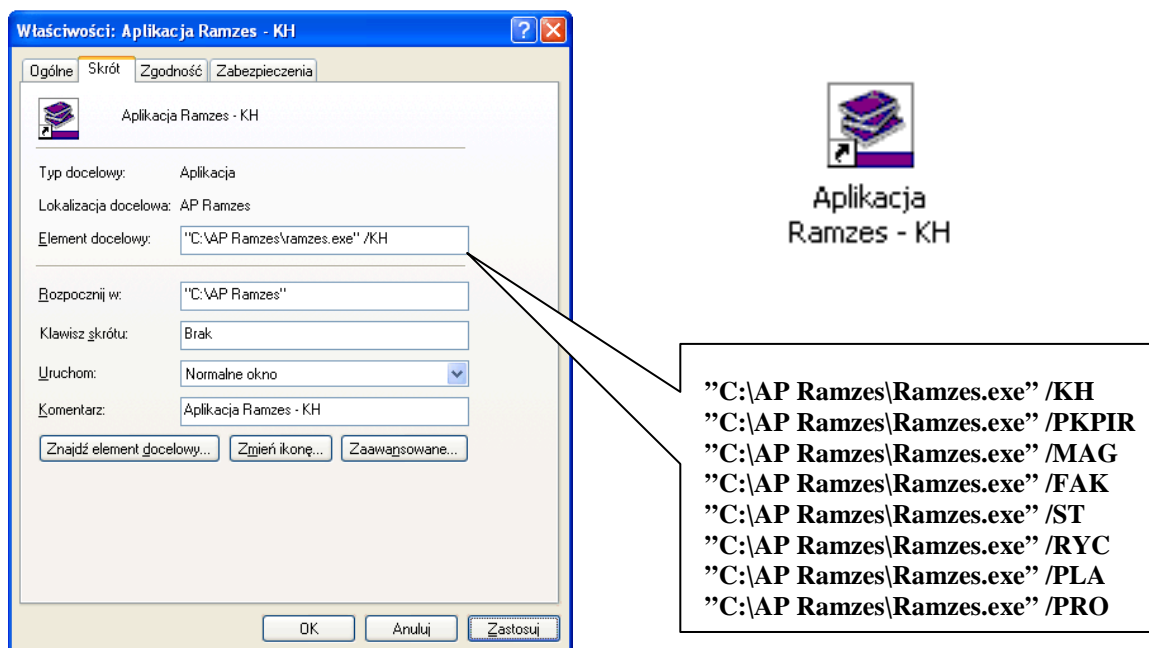 Właściwości: Aplikacja Ramzes - KH
Ogólne Skrót Zgodność Zabezpieczenia
Aplikacja Ramzes - KH
Typ docelowy: Aplikacja
Lokalizacja docelowa: AP Ramzes
Element docelowy: "C:\AP Ramzes\ramzes.exe" /KH
Rozpocznij w: "C:\AP Ramzes"
Klawisz skrótu: Brak
Uruchom: Normalne okno
Komentarz: Aplikacja Ramzes - KH
Znajdź element docelowy... Zmień ikonę... Zaawansowane...
OK Anuluj Zastosuj
Aplikacja
Ramzes - KH
”C:\AP Ramzes\Ramzes.exe” /KH
”C:\AP Ramzes\Ramzes.exe” /PKPIR
”C:\AP Ramzes\Ramzes.exe” /MAG
”C:\AP Ramzes\Ramzes.exe” /FAK
”C:\AP Ramzes\Ramzes.exe” /ST
”C:\AP Ramzes\Ramzes.exe” /RYC
”C:\AP Ramzes\Ramzes.exe” /PLA
”C:\AP Ramzes\Ramzes.exe” /PRO